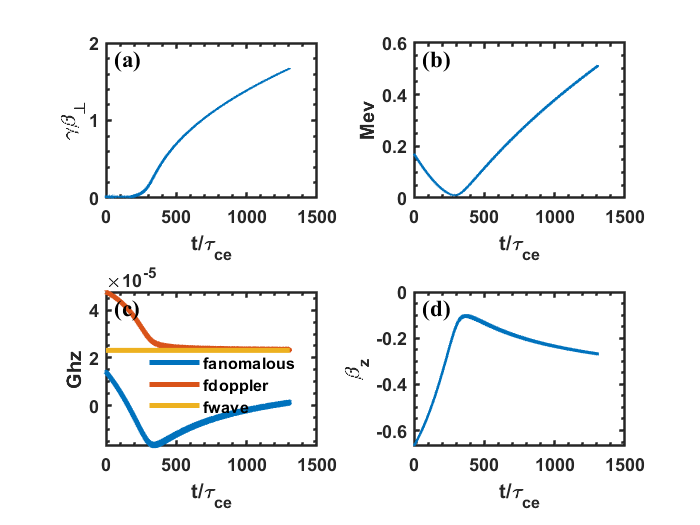 (a)
2
1
0
γβ⊥
0 500 1000 1500
t/τce
(b)
0.6
0.4
0.2
0
Mev
0 500 1000 1500
t/τce
×10-5
(c)
4
2
0
Ghz
fanomalous
fdoppler
fwave
0 500 1000 1500
t/τce
(d)
0
-0.2
-0.4
-0.6
βz
0 500 1000 1500
t/τce